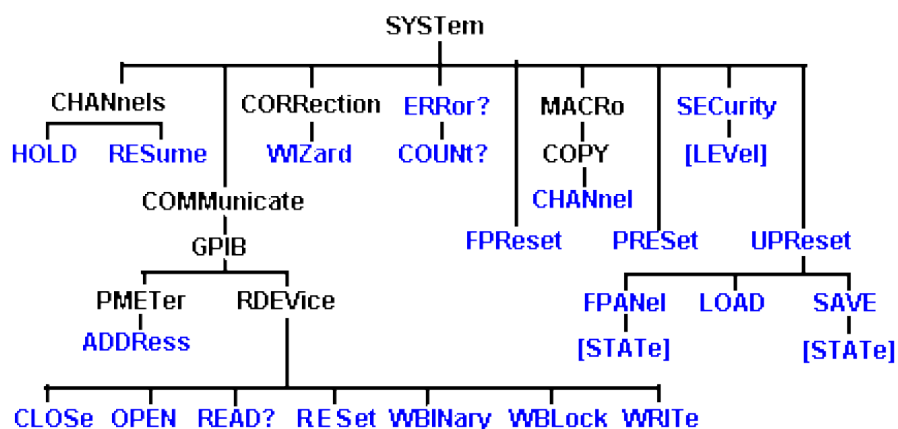 SYSTem
CHANnels CORRection ERRor? MACRo SECurity
HOLD RESume WIZard COUNt? COPY [LEVel]
COMMunicate CHANnel
GPIB FPReset PRESet UPReset
PMETer RDEVice FPANel LOAD SAVE
ADDRess [STATe] [STATe]
CLOSe OPEN READ? RESet WBINary WBLock WRITe